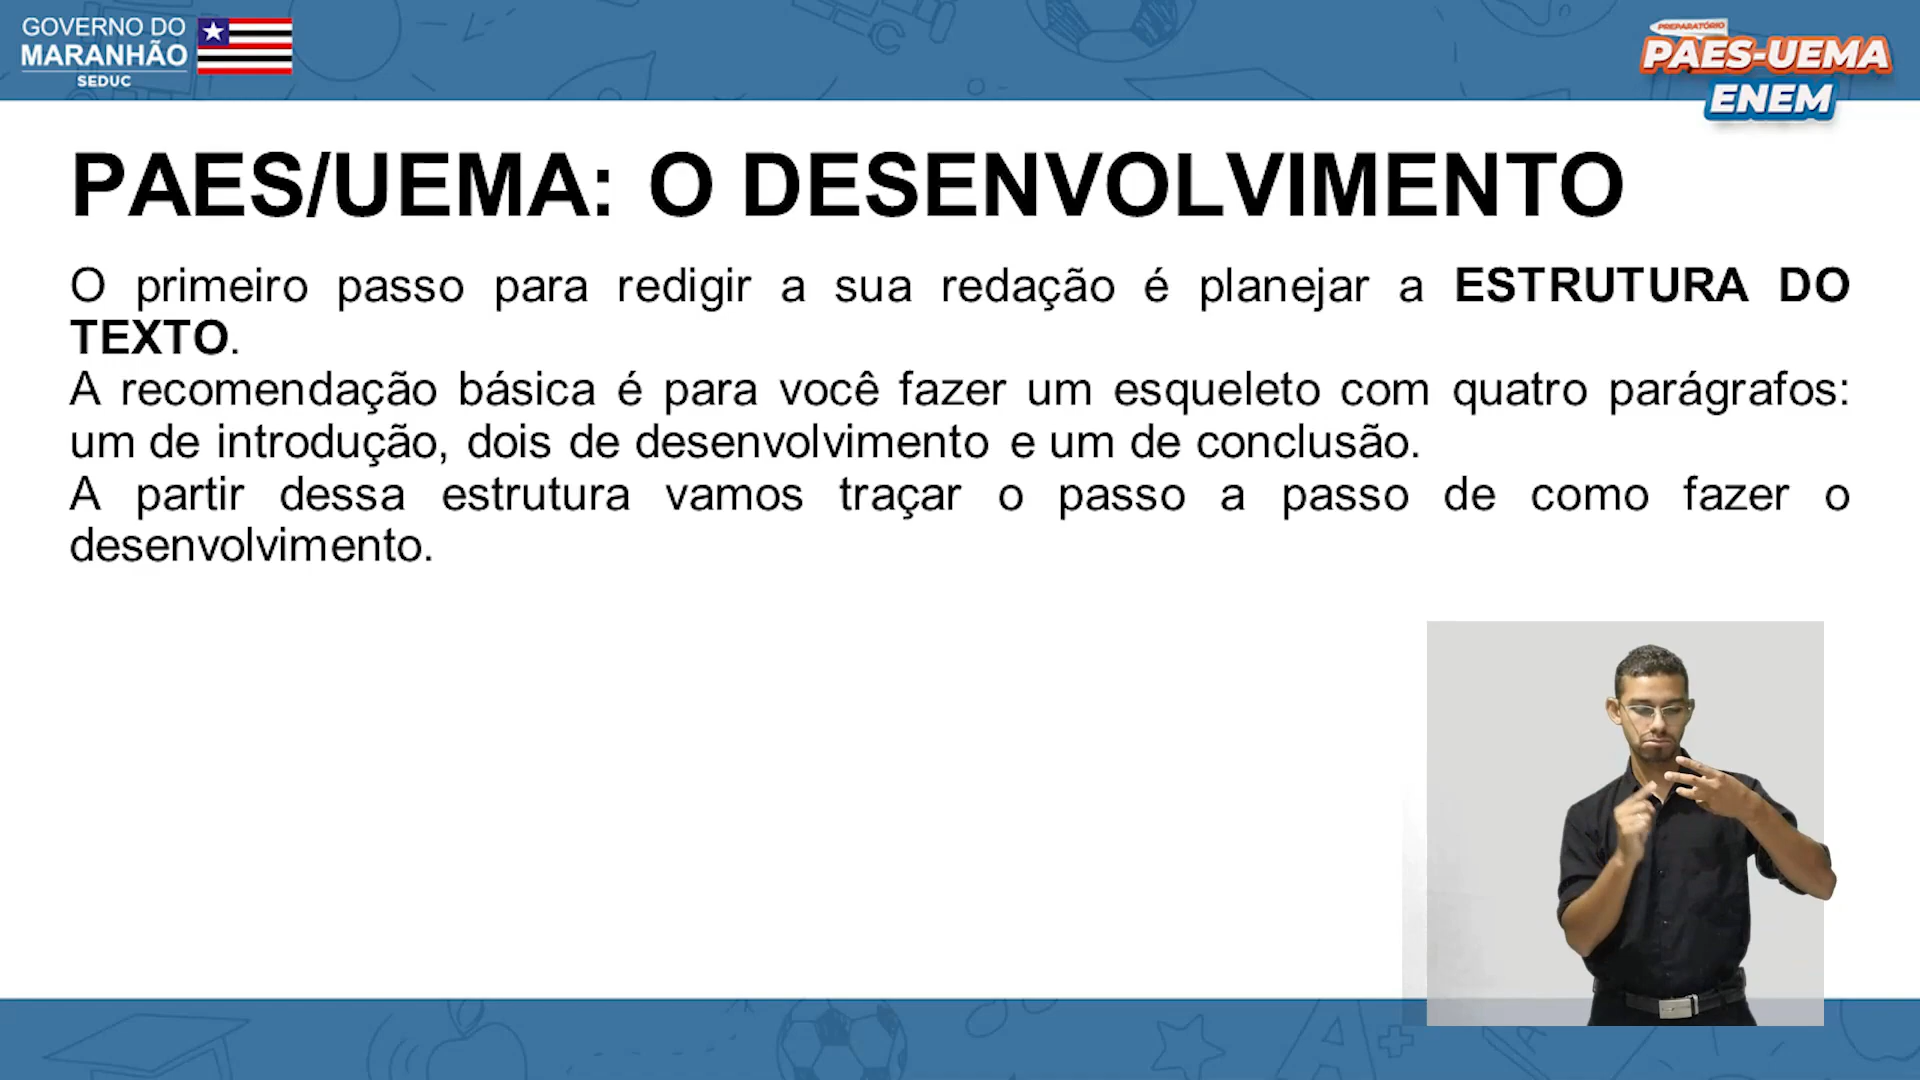 GOVERNO DO
MARANHÃO
SEDUC
PREPARATÓRIO
PAES-UEMA
ENEM
PAES/UEMA: O DESENVOLVIMENTO
O primeiro passo para redigir a sua redação é planejar a ESTRUTURA DO
TEXTO.
A recomendação básica é para você fazer um esqueleto com quatro parágrafos:
um de introdução, dois de desenvolvimento e um de conclusão.
A partir dessa estrutura vamos traçar o passo a passo de como fazer o
desenvolvimento.
A+